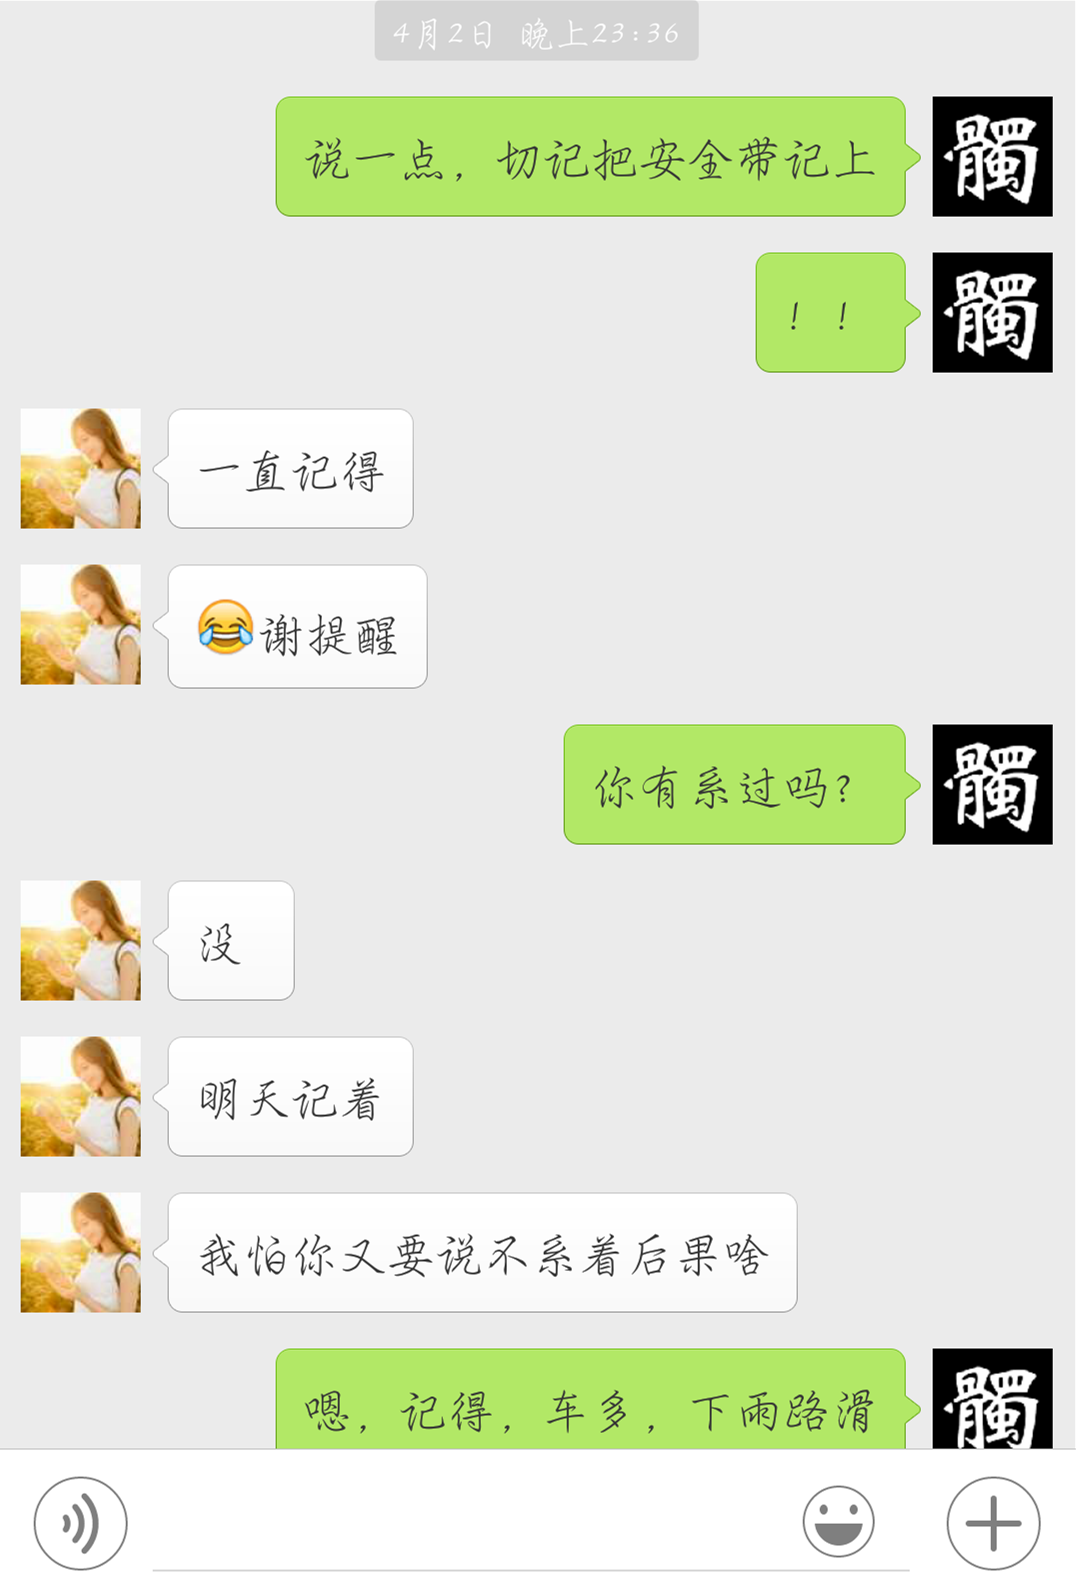 4月2日 晚上23:36
说一点，切记把安全带记上
髑
！！
髑
一直记得
😂谢提醒
你有系过吗？
髑
没
明天记着
我怕你又要说不系着后果啥
嗯，记得，车多，下雨路滑
髑